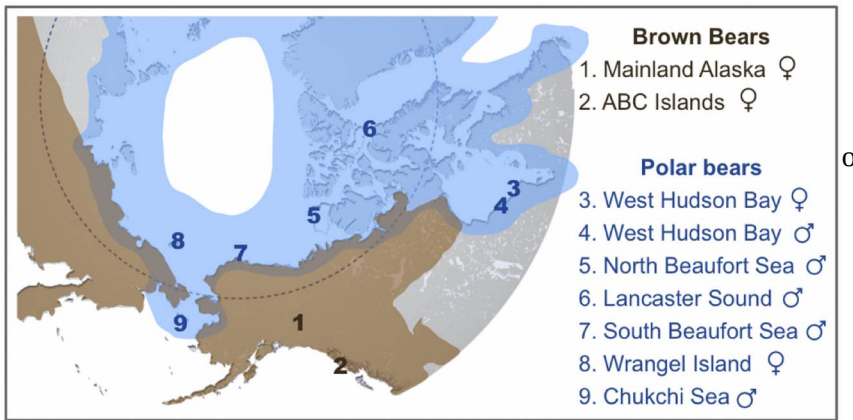 Brown Bears
1. Mainland Alaska ♀
2. ABC Islands ♀
Polar bears
3. West Hudson Bay ♀
4. West Hudson Bay ♂
5. North Beaufort Sea ♂
6. Lancaster Sound ♂
7. South Beaufort Sea ♂
8. Wrangel Island ♀
9. Chukchi Sea ♂
6
3
4
5
8
7
9
1
2
o